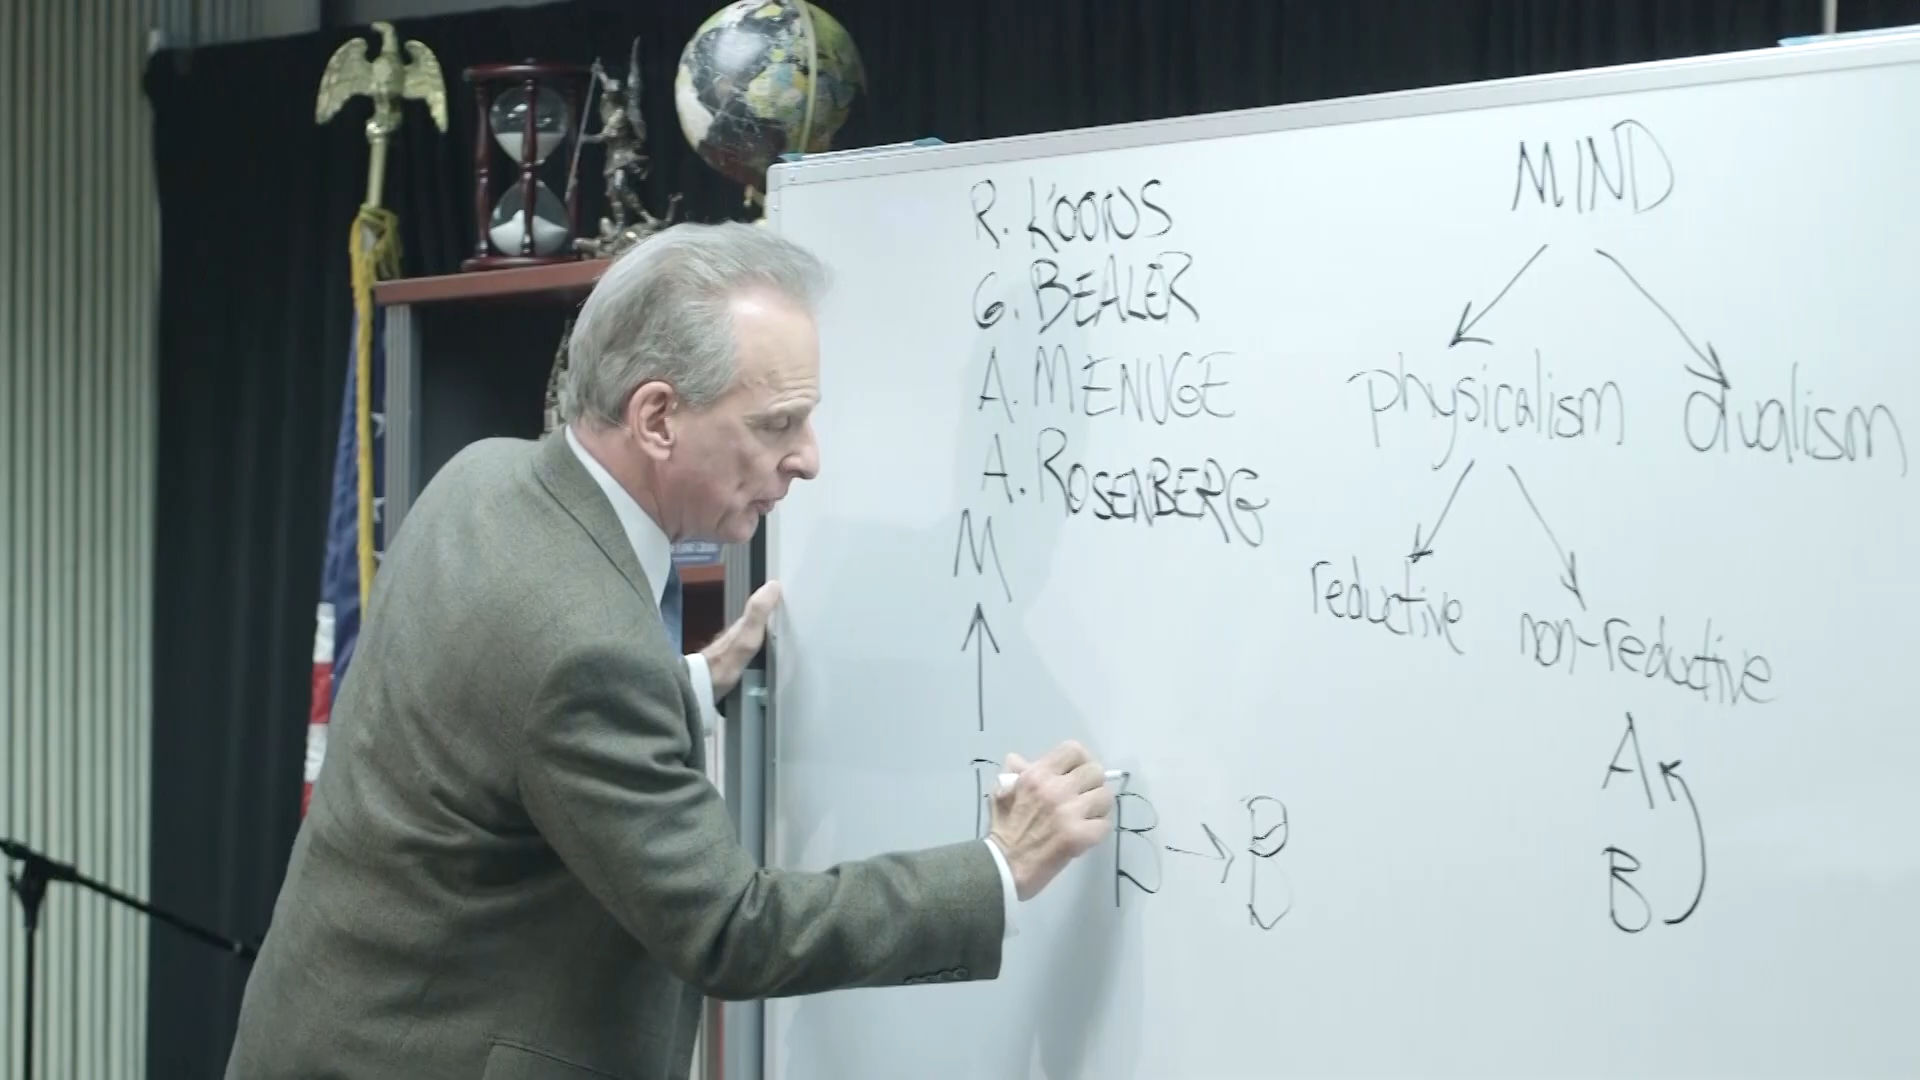 R. KOONS
G. BEALER
A. MENUGE
A. ROSENBERG
M
B → B
MIND
physicalism dualism
reductive non-reductive
A
B